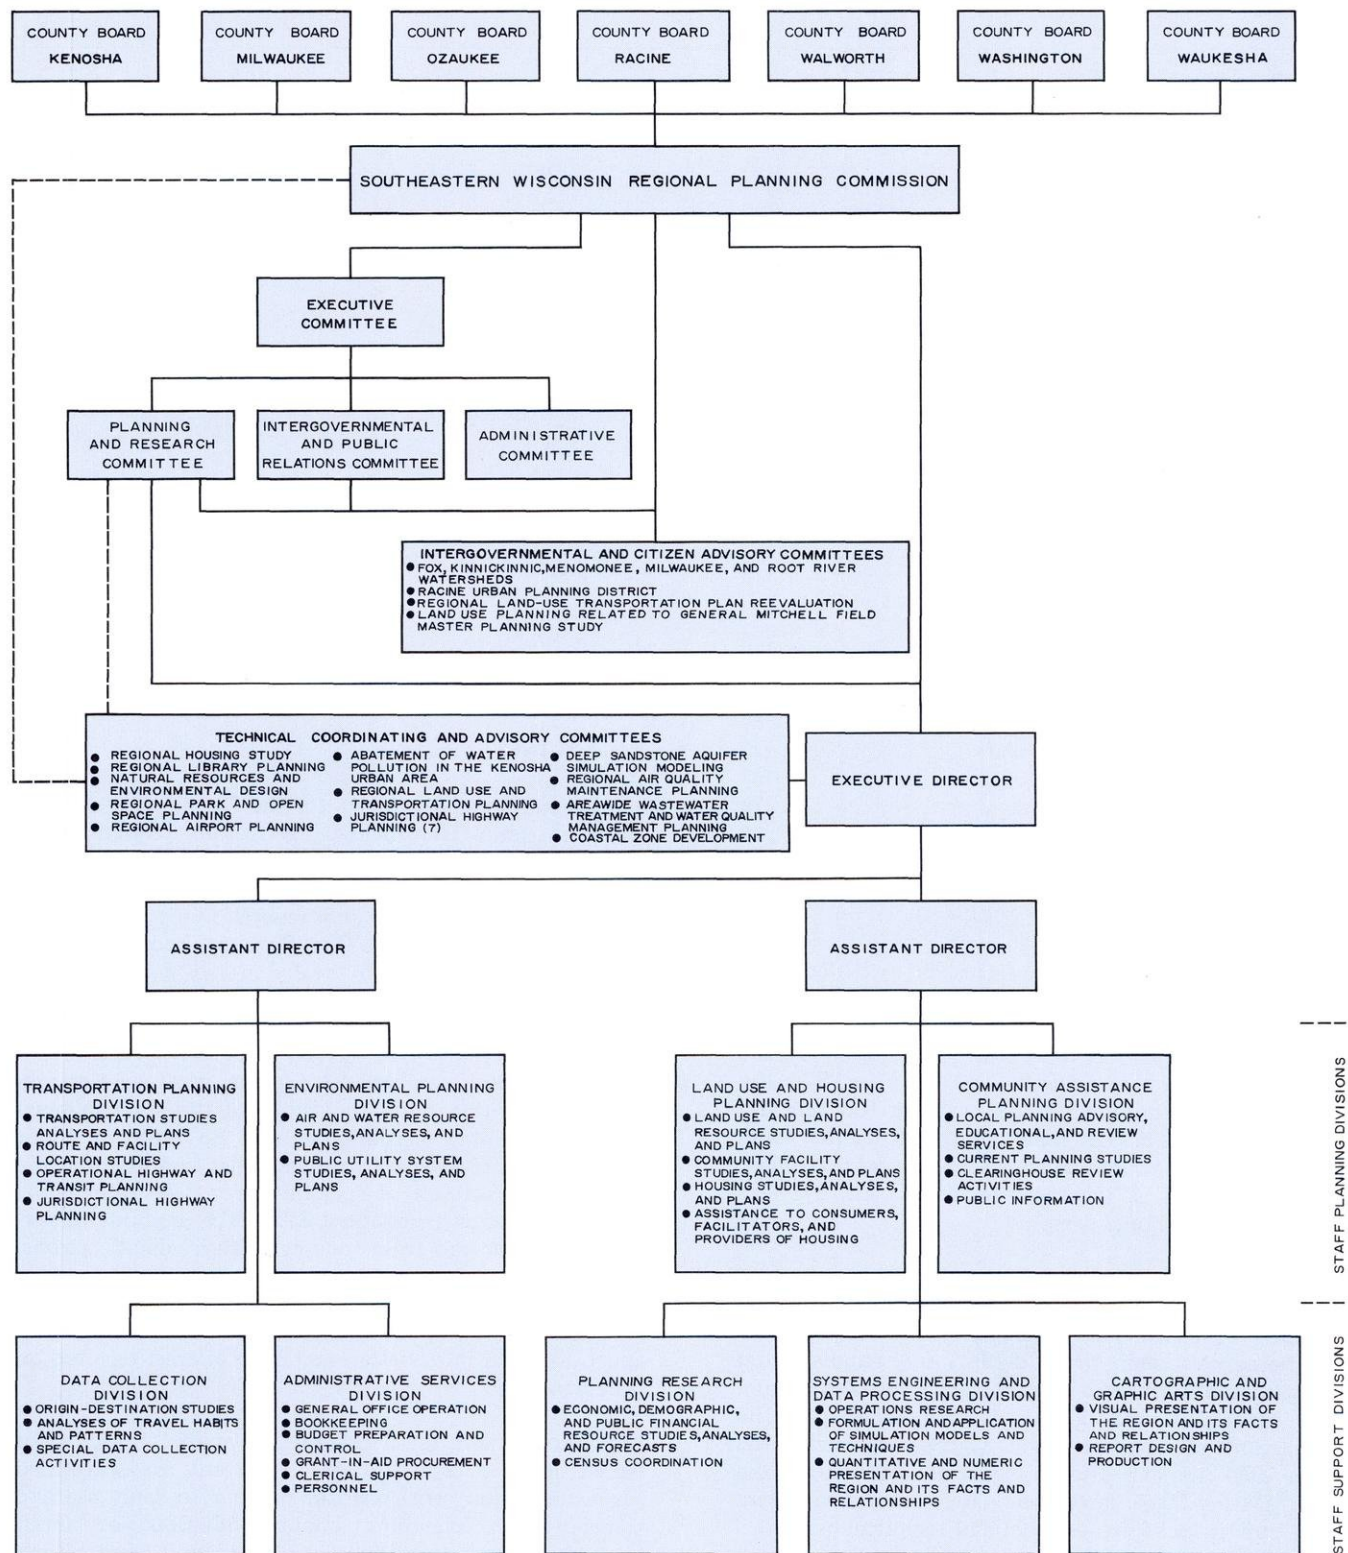 COUNTY BOARD
KENOSHA
COUNTY BOARD
MILWAUKEE
COUNTY BOARD
OZAUKEE
COUNTY BOARD
RACINE
COUNTY BOARD
WALWORTH
COUNTY BOARD
WASHINGTON
COUNTY BOARD
WAUKESHA
SOUTHEASTERN WISCONSIN REGIONAL PLANNING COMMISSION
EXECUTIVE
COMMITTEE
PLANNING
AND RESEARCH
COMMITTEE
INTERGOVERNMENTAL
AND PUBLIC
RELATIONS COMMITTEE
ADMINISTRATIVE
COMMITTEE
INTERGOVERNMENTAL AND CITIZEN ADVISORY COMMITTEES
● FOX, KINNICKINNIC, MENOMONEE, MILWAUKEE, AND ROOT RIVER
WATERSHEDS
● RACINE URBAN PLANNING DISTRICT
● REGIONAL LAND-USE TRANSPORTATION PLAN REEVALUATION
● LAND USE PLANNING RELATED TO GENERAL MITCHELL FIELD
MASTER PLANNING STUDY
TECHNICAL COORDINATING AND ADVISORY COMMITTEES
● REGIONAL HOUSING STUDY
● REGIONAL LIBRARY PLANNING
● NATURAL RESOURCES AND
ENVIRONMENTAL DESIGN
● REGIONAL PARK AND OPEN
SPACE PLANNING
● REGIONAL AIRPORT PLANNING
● ABATEMENT OF WATER
POLLUTION IN THE KENOSHA
URBAN AREA
● REGIONAL LAND USE AND
TRANSPORTATION PLANNING
● JURISDICTIONAL HIGHWAY
PLANNING (7)
● DEEP SANDSTONE AQUIFER
SIMULATION MODELING
● REGIONAL AIR QUALITY
MAINTENANCE PLANNING
● AREAWIDE WASTEWATER
TREATMENT AND WATER QUALITY
MANAGEMENT PLANNING
● COASTAL ZONE DEVELOPMENT
EXECUTIVE DIRECTOR
ASSISTANT DIRECTOR
ASSISTANT DIRECTOR
TRANSPORTATION PLANNING
DIVISION
● TRANSPORTATION STUDIES
ANALYSES AND PLANS
● ROUTE AND FACILITY
LOCATION STUDIES
● OPERATIONAL HIGHWAY AND
TRANSIT PLANNING
● JURISDICTIONAL HIGHWAY
PLANNING
ENVIRONMENTAL PLANNING
DIVISION
● AIR AND WATER RESOURCE
STUDIES, ANALYSES, AND
PLANS
● PUBLIC UTILITY SYSTEM
STUDIES, ANALYSES, AND
PLANS
LAND USE AND HOUSING
PLANNING DIVISION
● LAND USE AND LAND
RESOURCE STUDIES, ANALYSES,
AND PLANS
● COMMUNITY FACILITY
STUDIES, ANALYSES, AND PLANS
● HOUSING STUDIES, ANALYSES,
AND PLANS
● ASSISTANCE TO CONSUMERS,
FACILITATORS, AND
PROVIDERS OF HOUSING
COMMUNITY ASSISTANCE
PLANNING DIVISION
● LOCAL PLANNING ADVISORY,
EDUCATIONAL, AND REVIEW
SERVICES
● CURRENT PLANNING STUDIES
● CLEARINGHOUSE REVIEW
ACTIVITIES
● PUBLIC INFORMATION
STAFF PLANNING DIVISIONS
DATA COLLECTION
DIVISION
● ORIGIN-DESTINATION STUDIES
● ANALYSES OF TRAVEL HABITS
AND PATTERNS
● SPECIAL DATA COLLECTION
ACTIVITIES
ADMINISTRATIVE SERVICES
DIVISION
● GENERAL OFFICE OPERATION
● BOOKKEEPING
● BUDGET PREPARATION AND
CONTROL
● GRANT-IN-AID PROCUREMENT
● CLERICAL SUPPORT
● PERSONNEL
PLANNING RESEARCH
DIVISION
● ECONOMIC, DEMOGRAPHIC,
AND PUBLIC FINANCIAL
RESOURCE STUDIES, ANALYSES,
AND FORECASTS
● CENSUS COORDINATION
SYSTEMS ENGINEERING AND
DATA PROCESSING DIVISION
● OPERATIONS RESEARCH
● FORMULATION AND APPLICATION
OF SIMULATION MODELS AND
TECHNIQUES
● QUANTITATIVE AND NUMERIC
PRESENTATION OF THE
REGION AND ITS FACTS AND
RELATIONSHIPS
CARTOGRAPHIC AND
GRAPHIC ARTS DIVISION
● VISUAL PRESENTATION OF
THE REGION AND ITS FACTS
AND RELATIONSHIPS
● REPORT DESIGN AND
PRODUCTION
STAFF SUPPORT DIVISIONS